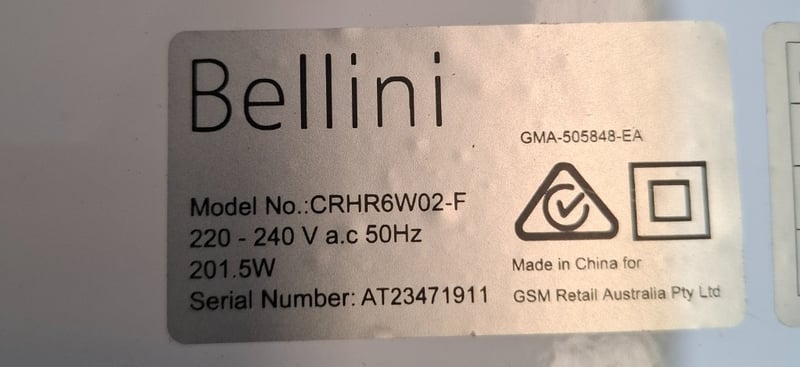 Bellini
GMA-505848-EA
Model No.:CRHR6W02-F
220 - 240 V a.c 50Hz
201.5W
Serial Number: AT23471911
Made in China for
GSM Retail Australia Pty Ltd